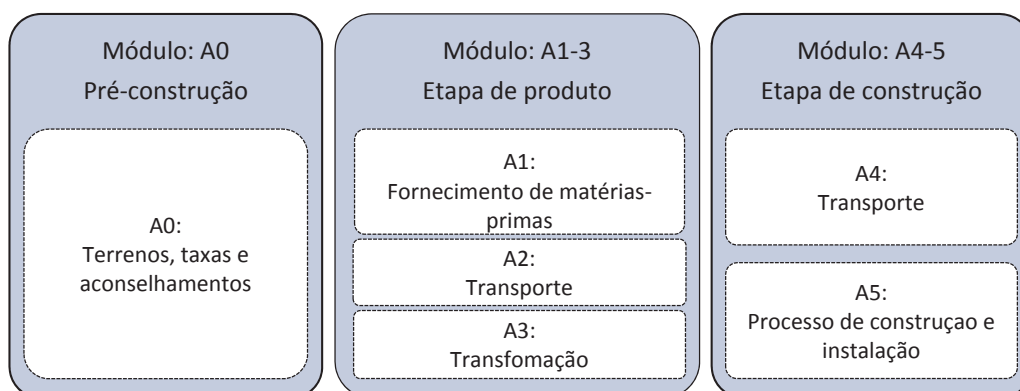 Módulo: A0
Pré-construção
A0:
Terrenos, taxas e
aconselhamentos
Módulo: A1-3
Etapa de produto
A1:
Fornecimento de matérias-
primas
A2:
Transporte
A3:
Transfomação
Módulo: A4-5
Etapa de construção
A4:
Transporte
A5:
Processo de construçao e
instalação